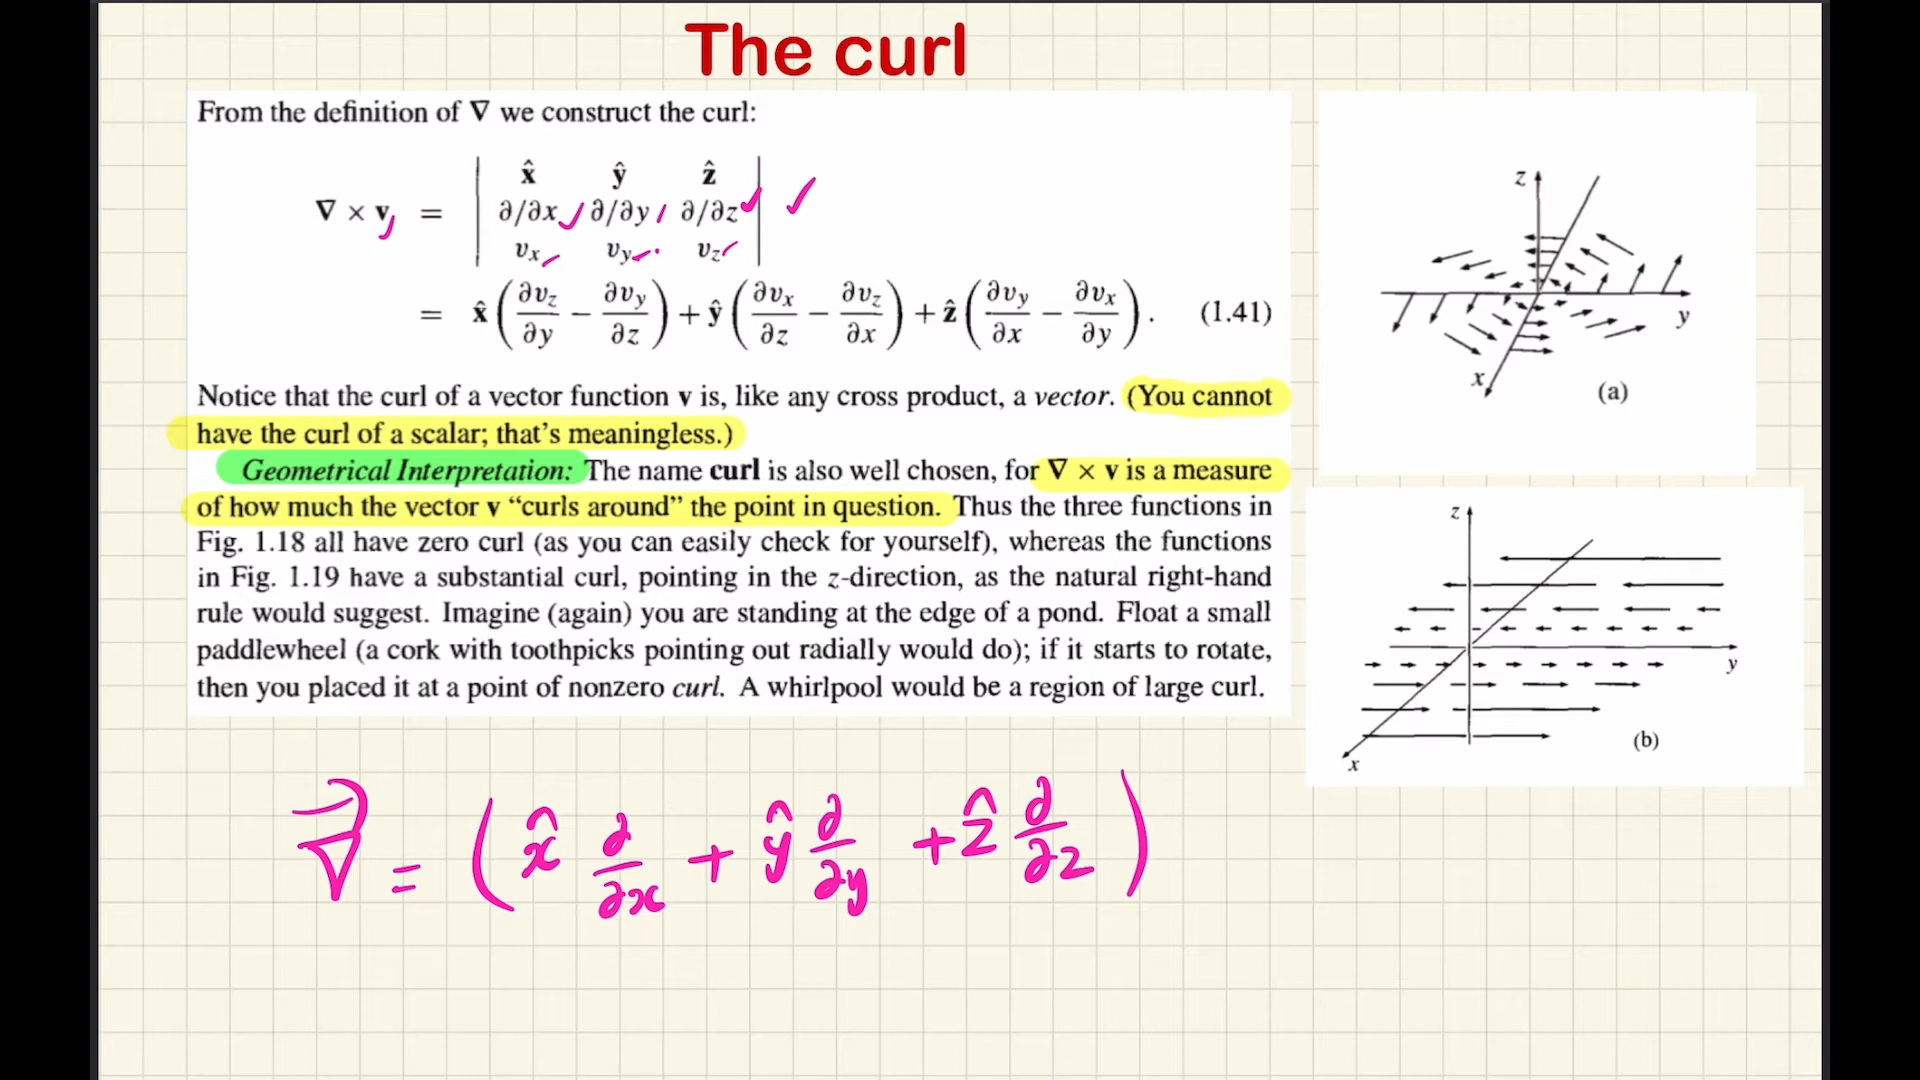 The curl
From the definition of ∇ we construct the curl:
x̂ ŷ ẑ
∇ × v = | ∂/∂x ∂/∂y ∂/∂z |
vx vy vz
= x̂ (∂vz/∂y − ∂vy/∂z) + ŷ (∂vx/∂z − ∂vz/∂x) + ẑ (∂vy/∂x − ∂vx/∂y). (1.41)
Notice that the curl of a vector function v is, like any cross product, a vector. (You cannot
have the curl of a scalar; that's meaningless.)
Geometrical Interpretation: The name curl is also well chosen, for ∇ × v is a measure
of how much the vector v “curls around” the point in question. Thus the three functions in
Fig. 1.18 all have zero curl (as you can easily check for yourself), whereas the functions
in Fig. 1.19 have a substantial curl, pointing in the z-direction, as the natural right-hand
rule would suggest. Imagine (again) you are standing at the edge of a pond. Float a small
paddlewheel (a cork with toothpicks pointing out radially would do); if it starts to rotate,
then you placed it at a point of nonzero curl. A whirlpool would be a region of large curl.
z
y
x
(a)
z
y
x
(b)
∇⃗ = (x̂ ∂/∂x + ŷ ∂/∂y + ẑ ∂/∂z)